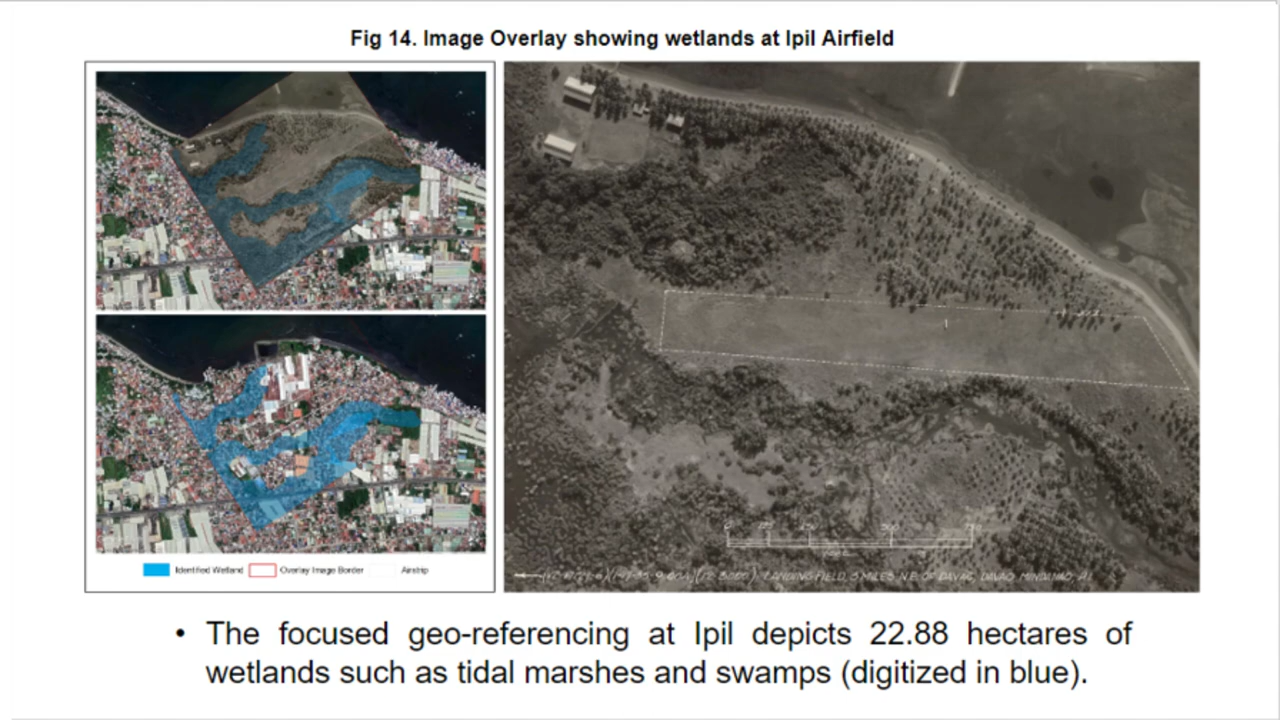 Fig 14. Image Overlay showing wetlands at Ipil Airfield
Identified Wetland
Overlay Image Border
Airstrip
LANDING FIELD, 3 MILES N.E. OF DAVAO, DAVAO MINDANAO, P.I.
• The focused geo-referencing at Ipil depicts 22.88 hectares of
wetlands such as tidal marshes and swamps (digitized in blue).